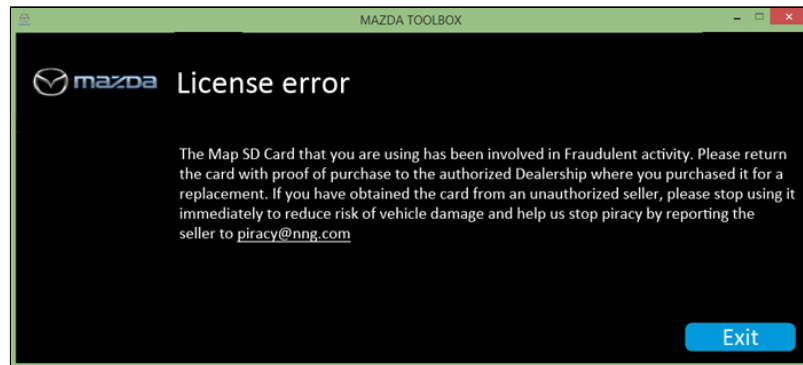 MAZDA TOOLBOX
mazda
License error
The Map SD Card that you are using has been involved in Fraudulent activity. Please return
the card with proof of purchase to the authorized Dealership where you purchased it for a
replacement. If you have obtained the card from an unauthorized seller, please stop using it
immediately to reduce risk of vehicle damage and help us stop piracy by reporting the
seller to piracy@nng.com
Exit